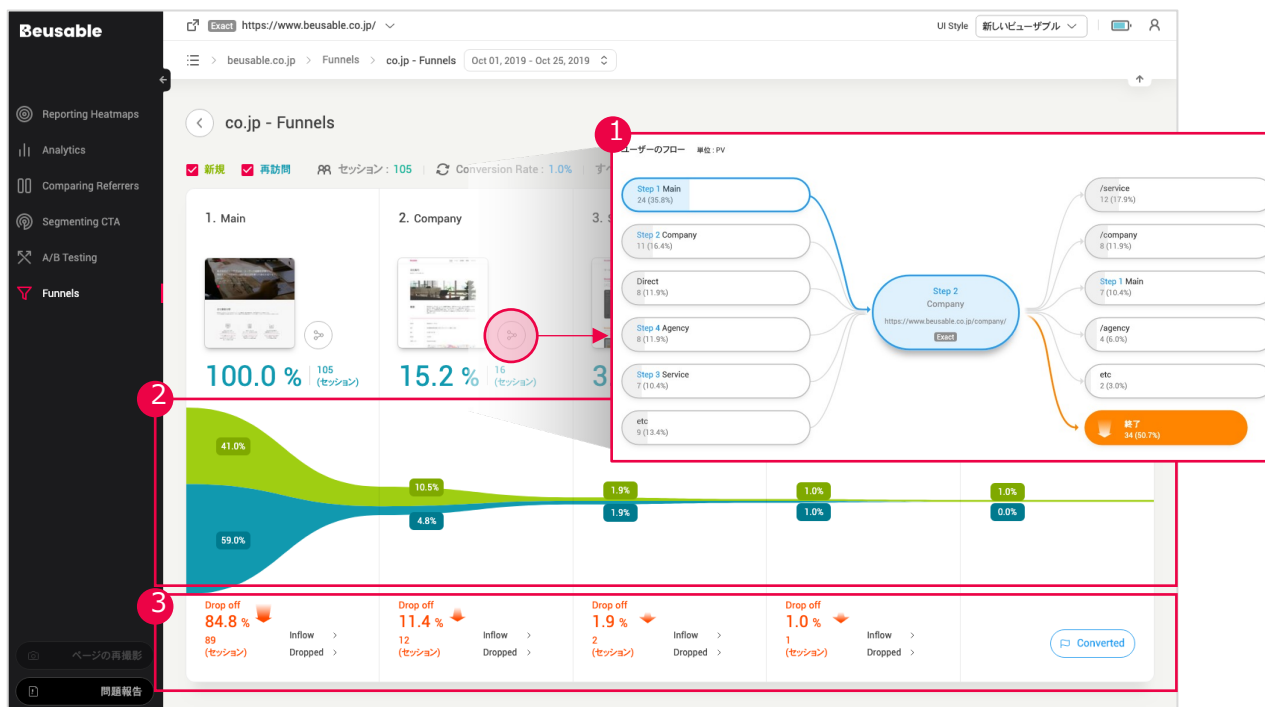 Beusable
Exact https://www.beusable.co.jp/
UI Style 新しいビューザブル
beusable.co.jp > Funnels > co.jp - Funnels Oct 01, 2019 - Oct 25, 2019
Reporting Heatmaps
Analytics
Comparing Referrers
Segmenting CTA
A/B Testing
Funnels
ページの再撮影
問題報告
co.jp - Funnels
新規 再訪問 セッション : 105 Conversion Rate : 1.0% すべ
1. Main
2. Company
3. S
100.0 % 105 (セッション)
15.2 % 16 (セッション)
3.
1
ユーザーのフロー 単位 : PV
Step 1 Main
24 (35.8%)
Step 2 Company
11 (16.4%)
Direct
8 (11.9%)
Step 4 Agency
8 (11.9%)
Step 3 Service
7 (10.4%)
etc
9 (13.4%)
Step 2
Company
https://www.beusable.co.jp/company/
Exact
/service
12 (17.9%)
/company
8 (11.9%)
Step 1 Main
7 (10.4%)
/agency
4 (6.0%)
etc
2 (3.0%)
終了
34 (50.7%)
2
41.0%
59.0%
10.5%
4.8%
1.9%
1.9%
1.0%
1.0%
1.0%
0.0%
3
Drop off
84.8 %
89
(セッション)
Inflow >
Dropped >
Drop off
11.4 %
12
(セッション)
Inflow >
Dropped >
Drop off
1.9 %
2
(セッション)
Inflow >
Dropped >
Drop off
1.0 %
1
(セッション)
Inflow >
Dropped >
Converted